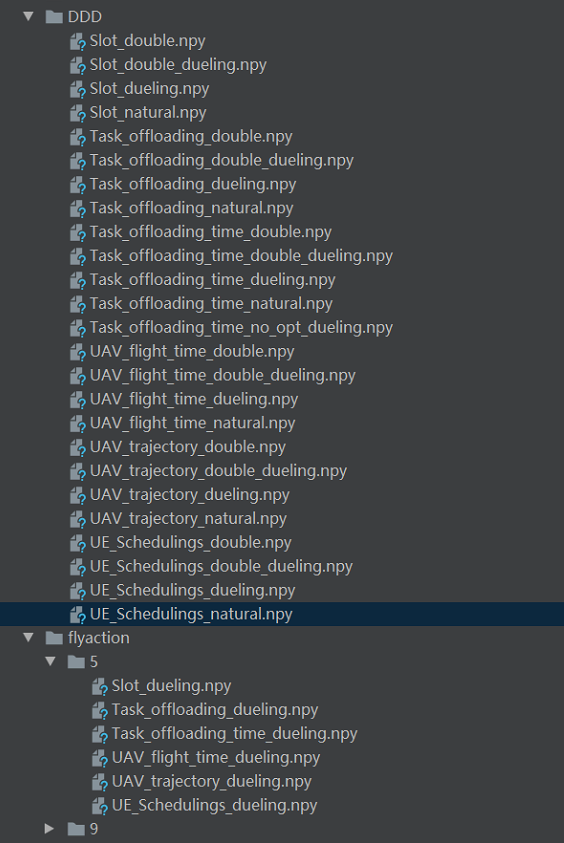 DDD
Slot_double.npy
Slot_double_dueling.npy
Slot_dueling.npy
Slot_natural.npy
Task_offloading_double.npy
Task_offloading_double_dueling.npy
Task_offloading_dueling.npy
Task_offloading_natural.npy
Task_offloading_time_double.npy
Task_offloading_time_double_dueling.npy
Task_offloading_time_dueling.npy
Task_offloading_time_natural.npy
Task_offloading_time_no_opt_dueling.npy
UAV_flight_time_double.npy
UAV_flight_time_double_dueling.npy
UAV_flight_time_dueling.npy
UAV_flight_time_natural.npy
UAV_trajectory_double.npy
UAV_trajectory_double_dueling.npy
UAV_trajectory_dueling.npy
UAV_trajectory_natural.npy
UE_Schedulings_double.npy
UE_Schedulings_double_dueling.npy
UE_Schedulings_dueling.npy
UE_Schedulings_natural.npy
flyaction
5
Slot_dueling.npy
Task_offloading_dueling.npy
Task_offloading_time_dueling.npy
UAV_flight_time_dueling.npy
UAV_trajectory_dueling.npy
UE_Schedulings_dueling.npy
9